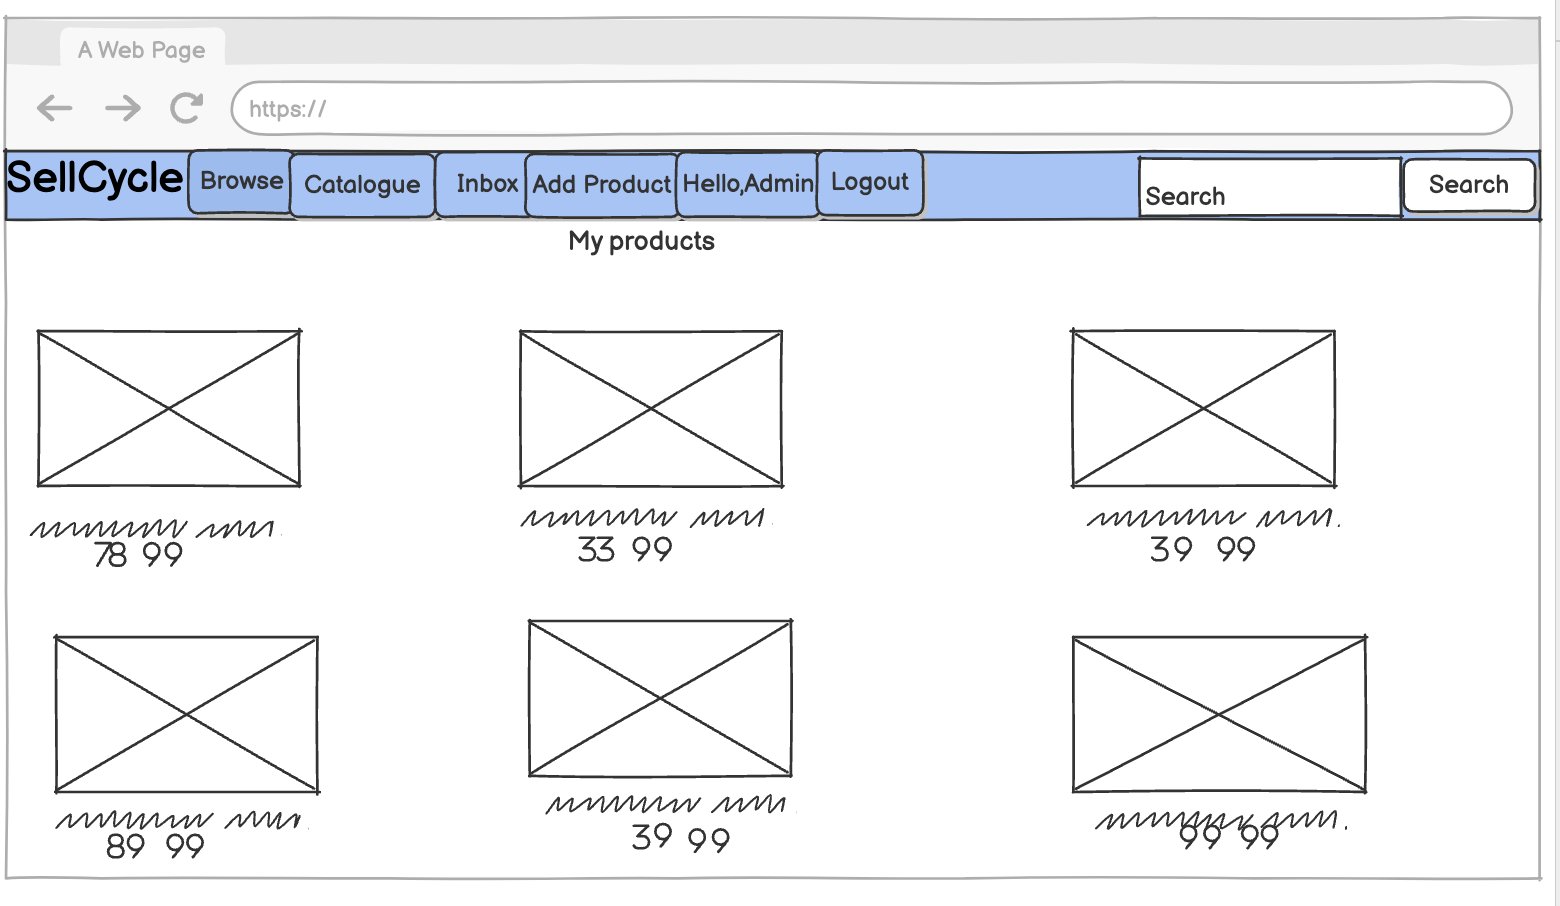 A Web Page
https://
SellCycle Browse Catalogue Inbox Add Product Hello,Admin Logout Search Search
My products
78 99 33 99 39 99
89 99 39 99 99 99